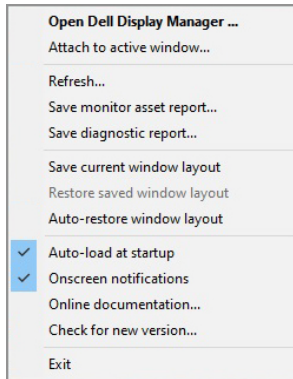 Open Dell Display Manager ...
Attach to active window...
Refresh...
Save monitor asset report...
Save diagnostic report...
Save current window layout
Restore saved window layout
Auto-restore window layout
Auto-load at startup
Onscreen notifications
Online documentation...
Check for new version...
Exit